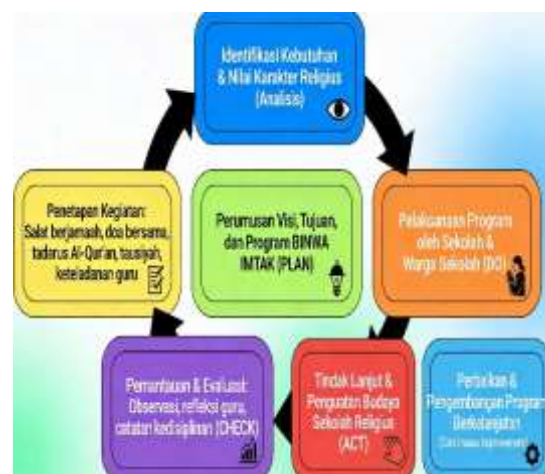 Identifikasi Kebutuhan
& Nilai Karakter Religius
(Analisis)
Penetapan Kegiatan:
Salat berjamaah, doa bersama,
tadarus Al-Qur'an, tausiyah,
keteladanan guru
Perumusan Visi, Tujuan,
dan Program BINWA
IMTAK (PLAN)
Pelaksanaan Program
oleh Sekolah &
Warga Sekolah (DO)
Pemantauan & Evaluasi:
Observasi, refleksi guru,
catatan kedisiplinan (CHECK)
Tindak Lanjut &
Penguatan Budaya
Sekolah Religius
(ACT)
Perbaikan &
Pengembangan Program
Berkelanjutan